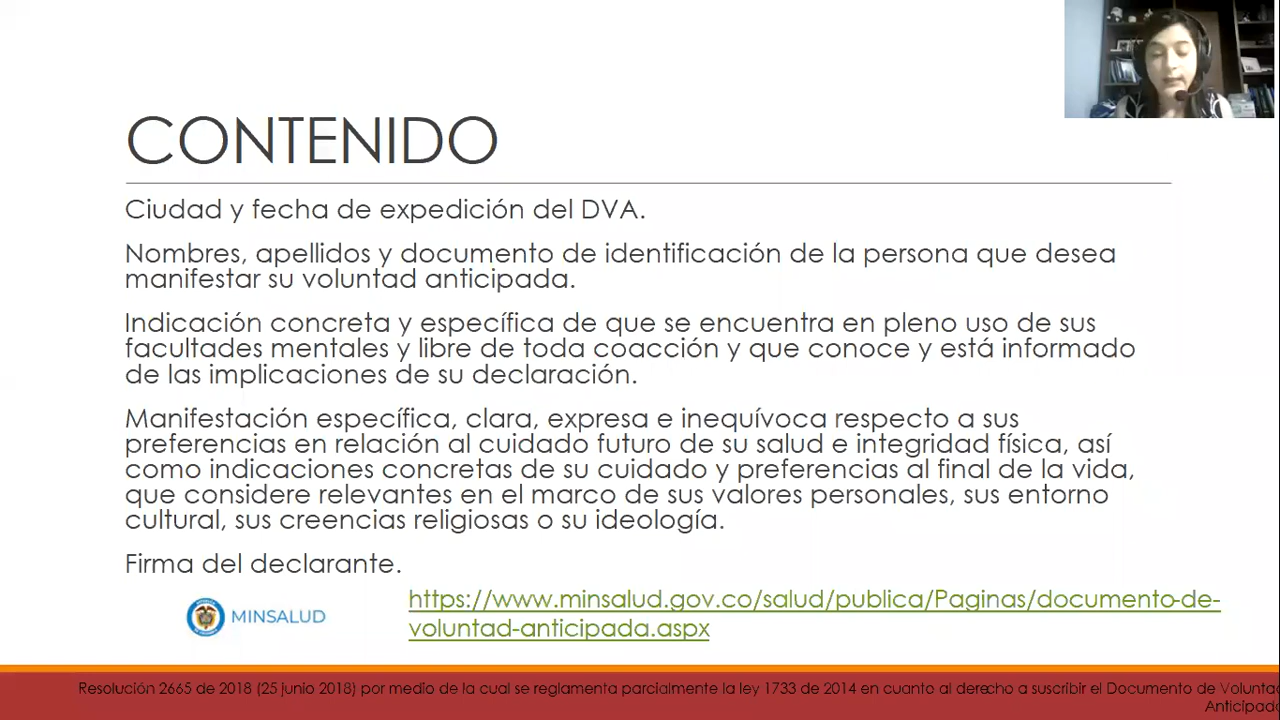 CONTENIDO
Ciudad y fecha de expedición del DVA.
Nombres, apellidos y documento de identificación de la persona que desea
manifestar su voluntad anticipada.
Indicación concreta y específica de que se encuentra en pleno uso de sus
facultades mentales y libre de toda coacción y que conoce y está informado
de las implicaciones de su declaración.
Manifestación específica, clara, expresa e inequívoca respecto a sus
preferencias en relación al cuidado futuro de su salud e integridad física, así
como indicaciones concretas de su cuidado y preferencias al final de la vida,
que considere relevantes en el marco de sus valores personales, sus entorno
cultural, sus creencias religiosas o su ideología.
Firma del declarante.
MINSALUD
https://www.minsalud.gov.co/salud/publica/Paginas/documento-de-
voluntad-anticipada.aspx
Resolución 2665 de 2018 (25 junio 2018) por medio de la cual se reglamenta parcialmente la ley 1733 de 2014 en cuanto al derecho a suscribir el Documento de Volunta
Anticipad